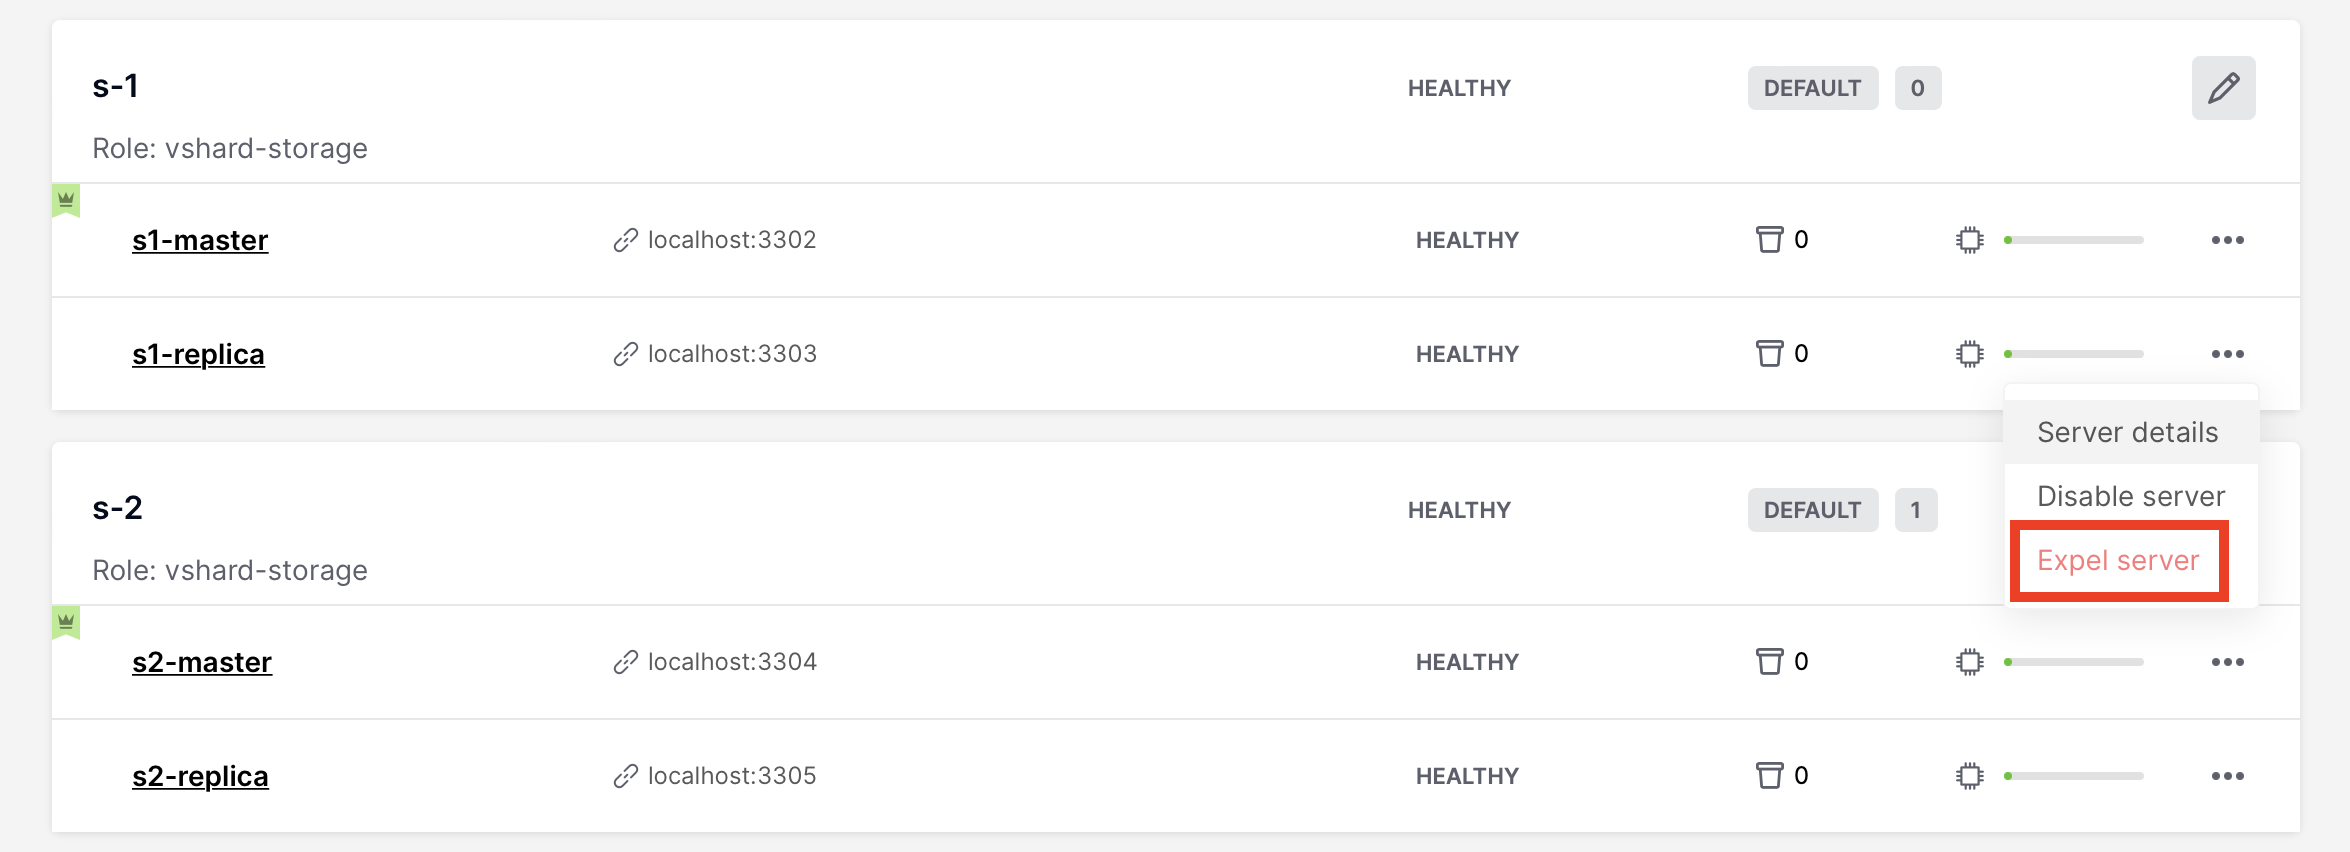 s-1 HEALTHY DEFAULT 0
Role: vshard-storage
s1-master localhost:3302 HEALTHY 0
s1-replica localhost:3303 HEALTHY 0
Server details
Disable server
Expel server
s-2 HEALTHY DEFAULT 1
Role: vshard-storage
s2-master localhost:3304 HEALTHY 0
s2-replica localhost:3305 HEALTHY 0